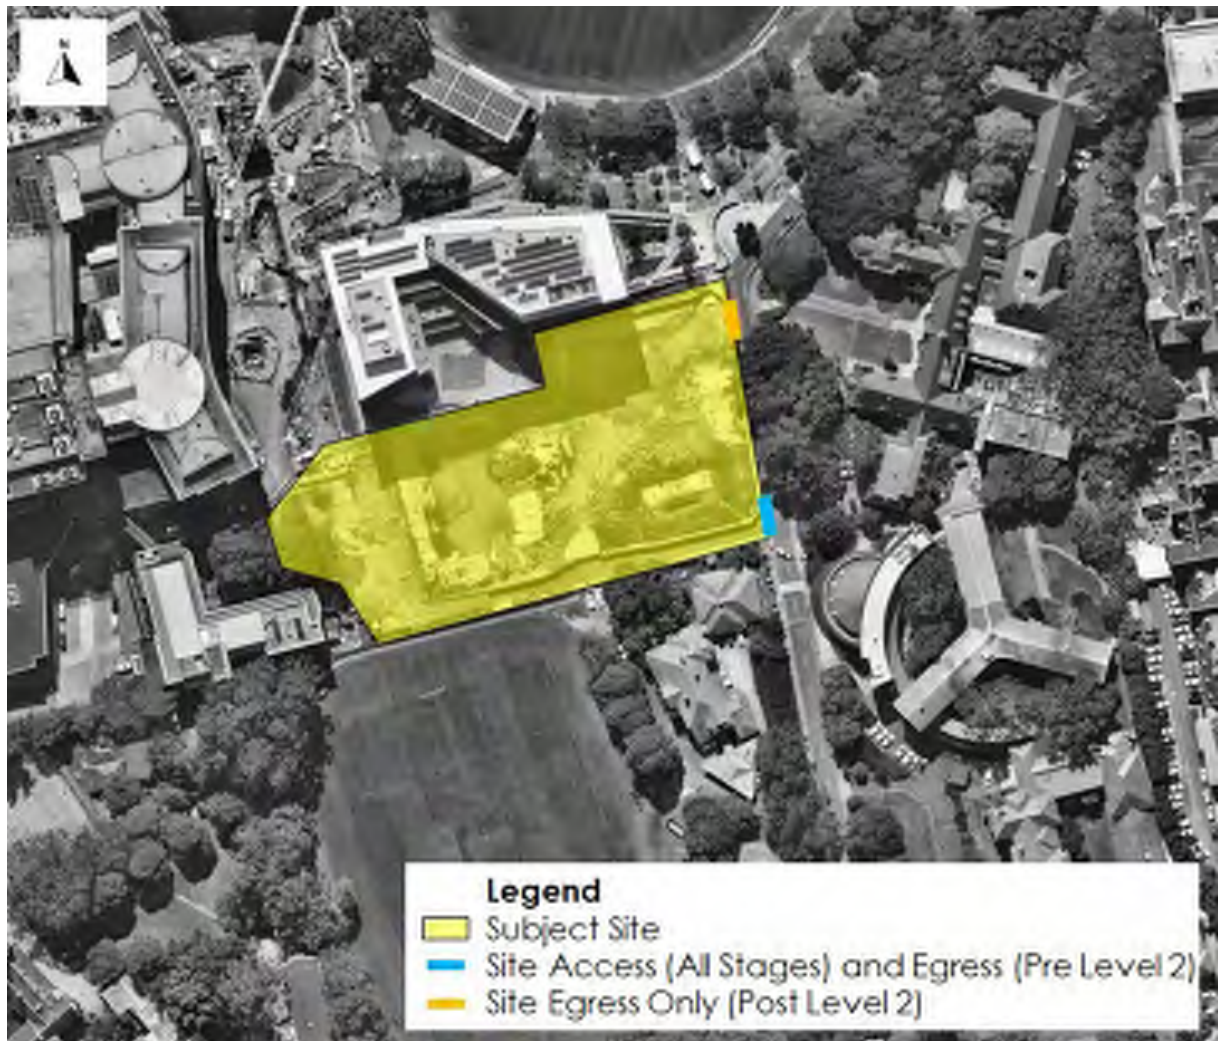 N
Legend
Subject Site
Site Access (All Stages) and Egress (Pre Level 2)
Site Egress Only (Post Level 2)